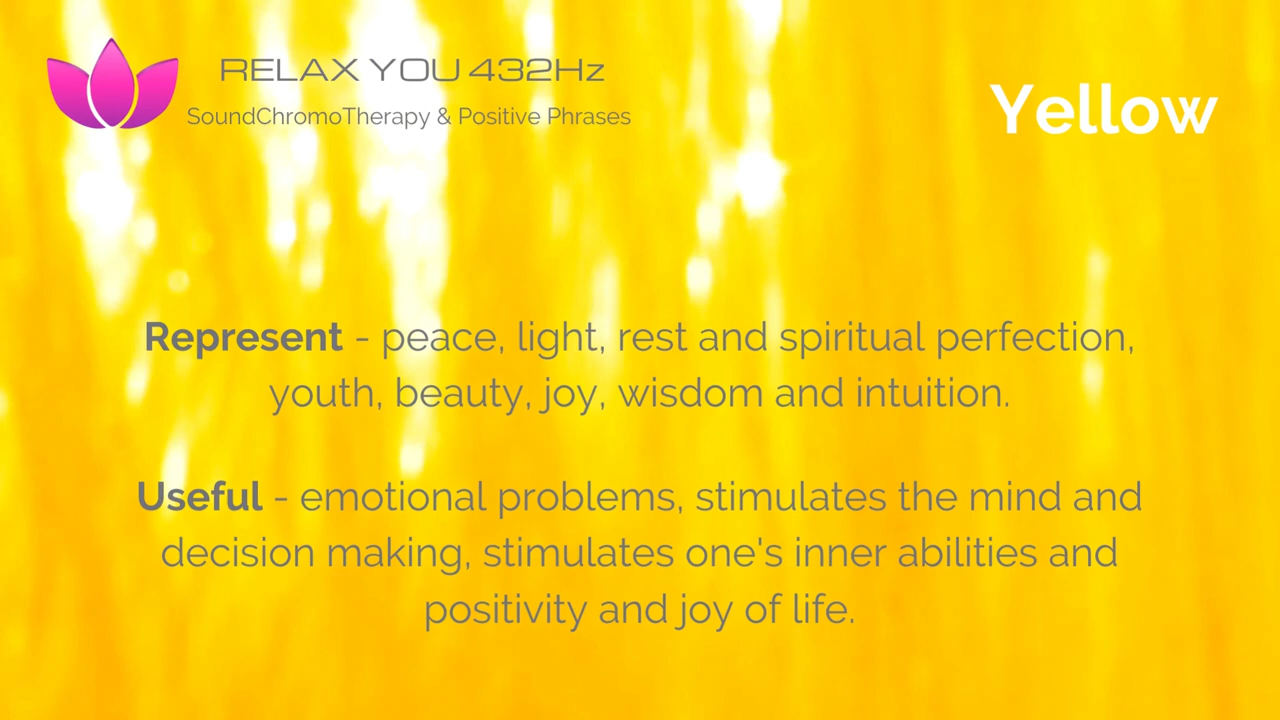 RELAX YOU 432Hz
SoundChromoTherapy & Positive Phrases
Yellow
Represent - peace, light, rest and spiritual perfection,
youth, beauty, joy, wisdom and intuition.
Useful - emotional problems, stimulates the mind and
decision making, stimulates one's inner abilities and
positivity and joy of life.